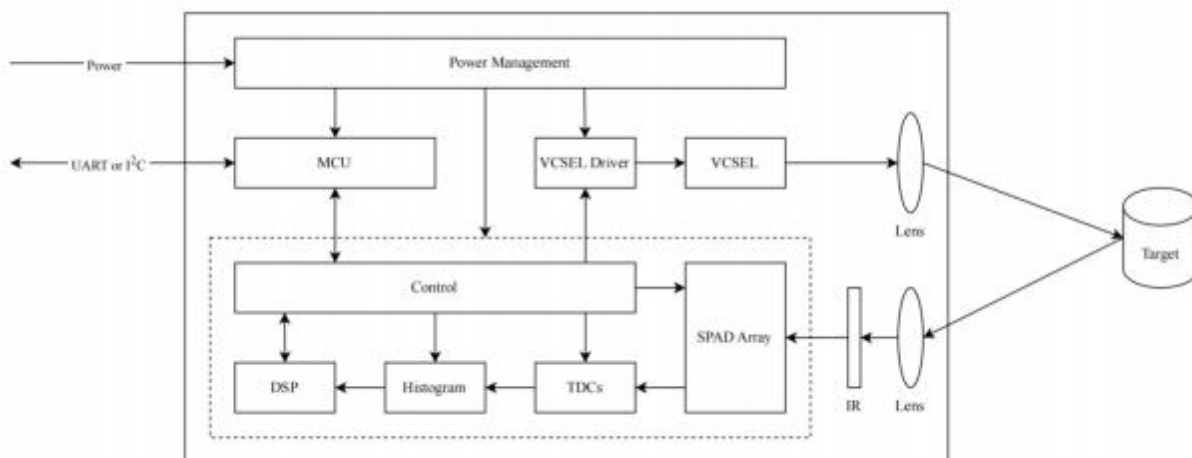 Power
Power Management
UART or I²C
MCU
VCSEL Driver
VCSEL
Lens
Target
Control
SPAD Array
DSP
Histogram
TDCs
IR
Lens